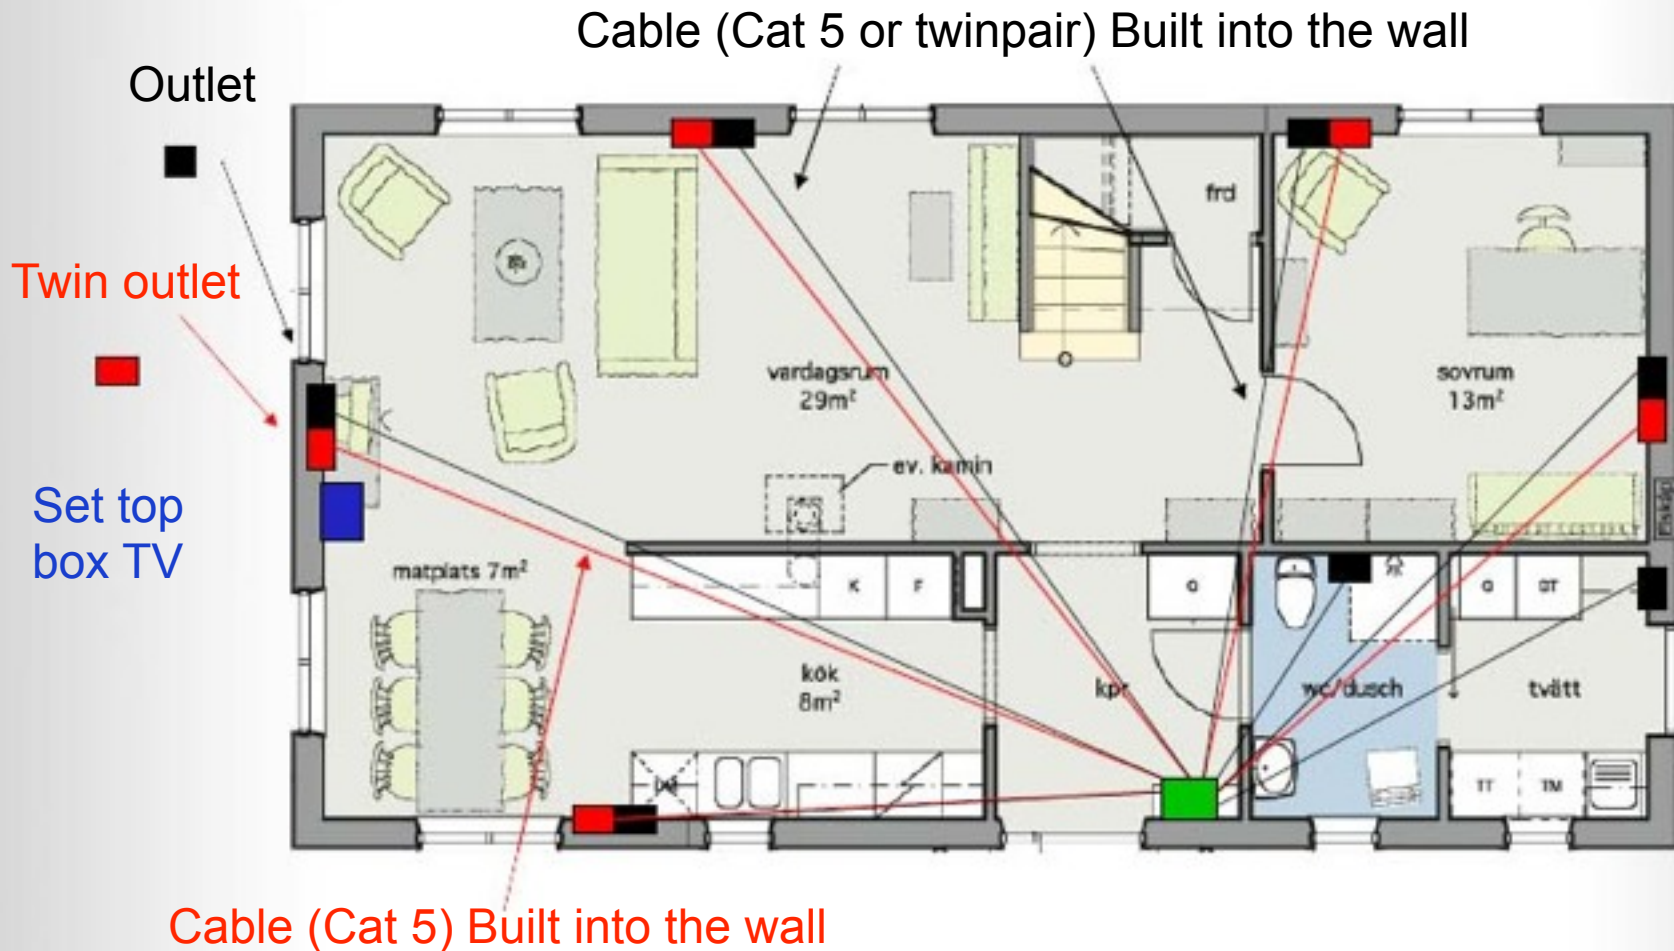 Cable (Cat 5 or twinpair) Built into the wall
Outlet
frd
Twin outlet
vardagsrum
29m²
sovrum
13m²
ev. kamin
Set top
box TV
matplats 7m²
K
F
G
G
DT
kök
8m²
kpr
wc/dusch
tvätt
TT
TM
Cable (Cat 5) Built into the wall